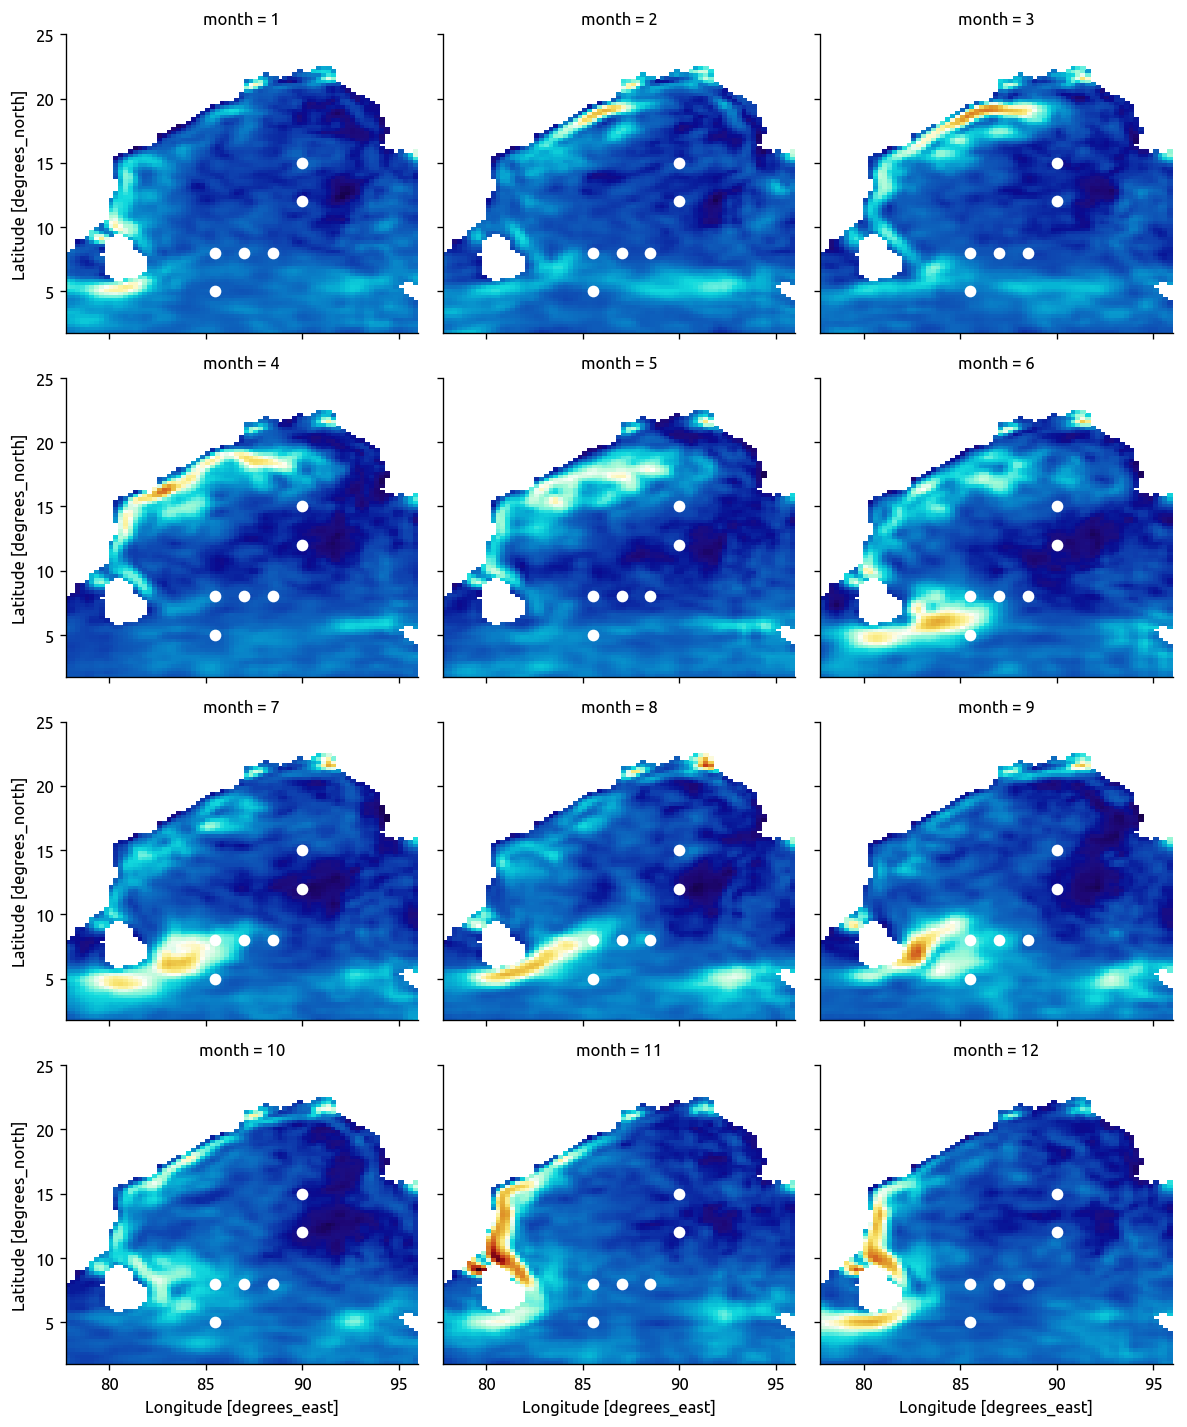 month = 1
month = 2
month = 3
25
20
15
10
5
Latitude [degrees_north]
month = 4
month = 5
month = 6
25
20
15
10
5
Latitude [degrees_north]
month = 7
month = 8
month = 9
25
20
15
10
5
Latitude [degrees_north]
month = 10
month = 11
month = 12
25
20
15
10
5
Latitude [degrees_north]
80 85 90 95
80 85 90 95
80 85 90 95
Longitude [degrees_east]
Longitude [degrees_east]
Longitude [degrees_east]